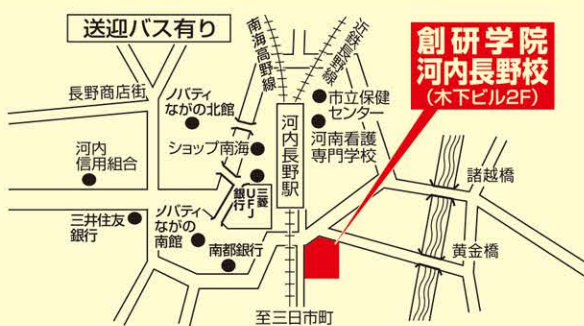 送迎バス有り
南海高野線
近鉄長野線
創研学院
河内長野校
(木下ビル2F)
長野商店街
ノバティ
ながの北館
市立保健
センター
河南看護
専門学校
河内長野駅
ショップ南海
河内
信用組合
三菱
UFJ
銀行
諸越橋
三井住友
銀行
ノバティ
ながの
南館
南都銀行
黄金橋
至三日市町